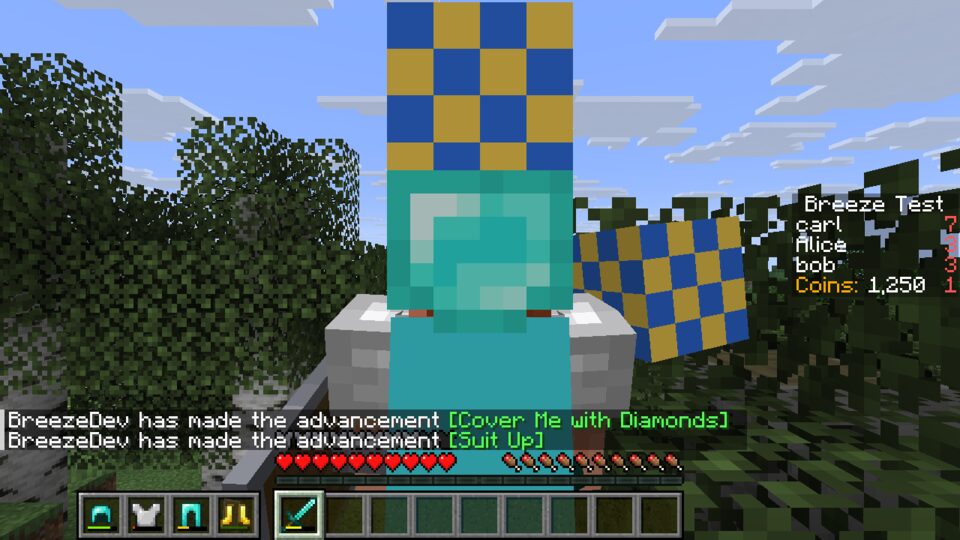 Breeze Test
carl 7
Alice 3
bob 3
Coins: 1,250 1
BreezeDev has made the advancement [Cover Me with Diamonds]
BreezeDev has made the advancement [Suit Up]